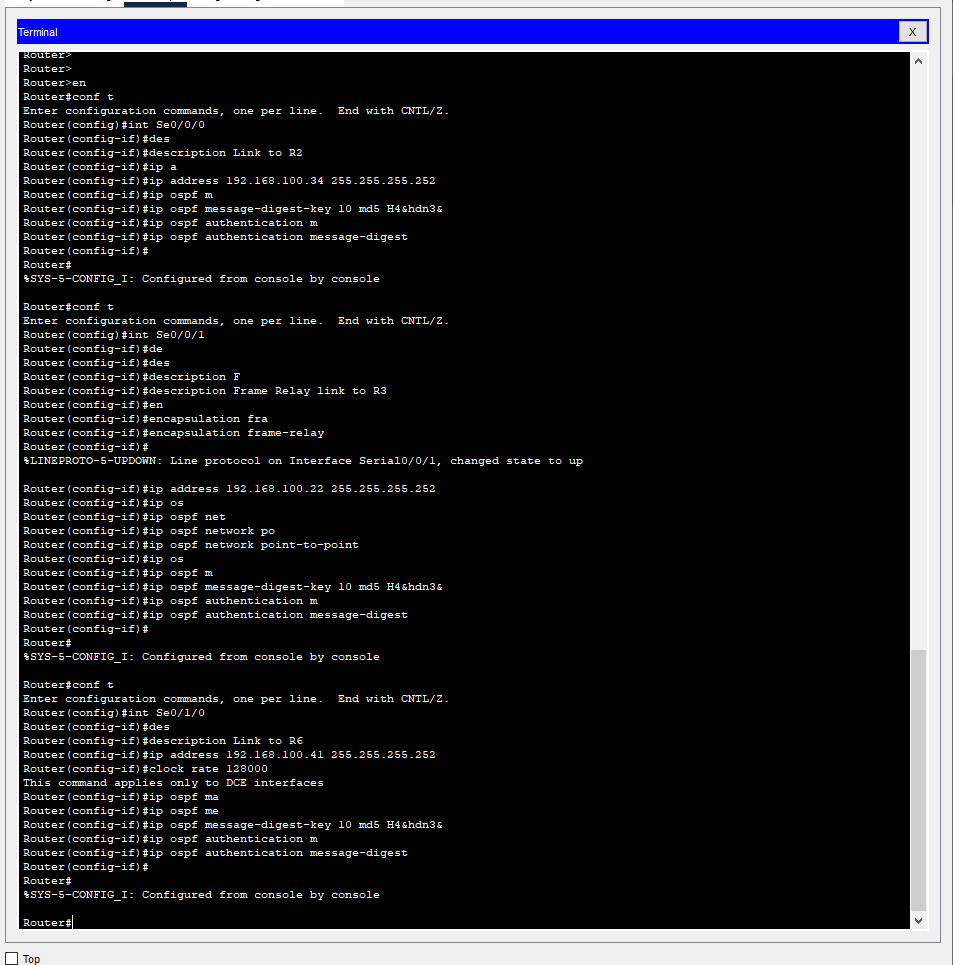 Terminal
X
Router>
Router>
Router>en
Router#conf t
Enter configuration commands, one per line.  End with CNTL/Z.
Router(config)#int Se0/0/0
Router(config-if)#des
Router(config-if)#description Link to R2
Router(config-if)#ip a
Router(config-if)#ip address 192.168.100.34 255.255.255.252
Router(config-if)#ip ospf m
Router(config-if)#ip ospf message-digest-key 10 md5 H4&hdn3&
Router(config-if)#ip ospf authentication m
Router(config-if)#ip ospf authentication message-digest
Router(config-if)#
Router#
%SYS-5-CONFIG_I: Configured from console by console
Router#conf t
Enter configuration commands, one per line.  End with CNTL/Z.
Router(config)#int Se0/0/1
Router(config-if)#de
Router(config-if)#des
Router(config-if)#description F
Router(config-if)#description Frame Relay link to R3
Router(config-if)#en
Router(config-if)#encapsulation fra
Router(config-if)#encapsulation frame-relay
Router(config-if)#
%LINEPROTO-5-UPDOWN: Line protocol on Interface Serial0/0/1, changed state to up
Router(config-if)#ip address 192.168.100.22 255.255.255.252
Router(config-if)#ip os
Router(config-if)#ip ospf net
Router(config-if)#ip ospf network po
Router(config-if)#ip ospf network point-to-point
Router(config-if)#ip os
Router(config-if)#ip ospf m
Router(config-if)#ip ospf message-digest-key 10 md5 H4&hdn3&
Router(config-if)#ip ospf authentication m
Router(config-if)#ip ospf authentication message-digest
Router(config-if)#
Router#
%SYS-5-CONFIG_I: Configured from console by console
Router#conf t
Enter configuration commands, one per line.  End with CNTL/Z.
Router(config)#int Se0/1/0
Router(config-if)#des
Router(config-if)#description Link to R6
Router(config-if)#ip address 192.168.100.41 255.255.255.252
Router(config-if)#clock rate 128000
This command applies only to DCE interfaces
Router(config-if)#ip ospf ma
Router(config-if)#ip ospf me
Router(config-if)#ip ospf message-digest-key 10 md5 H4&hdn3&
Router(config-if)#ip ospf authentication m
Router(config-if)#ip ospf authentication message-digest
Router(config-if)#
Router#
%SYS-5-CONFIG_I: Configured from console by console
Router#
Top